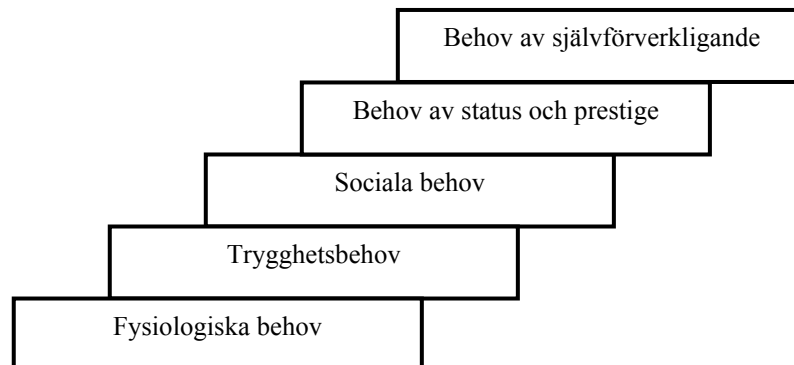 Behov av självförverkligande
Behov av status och prestige
Sociala behov
Trygghetsbehov
Fysiologiska behov